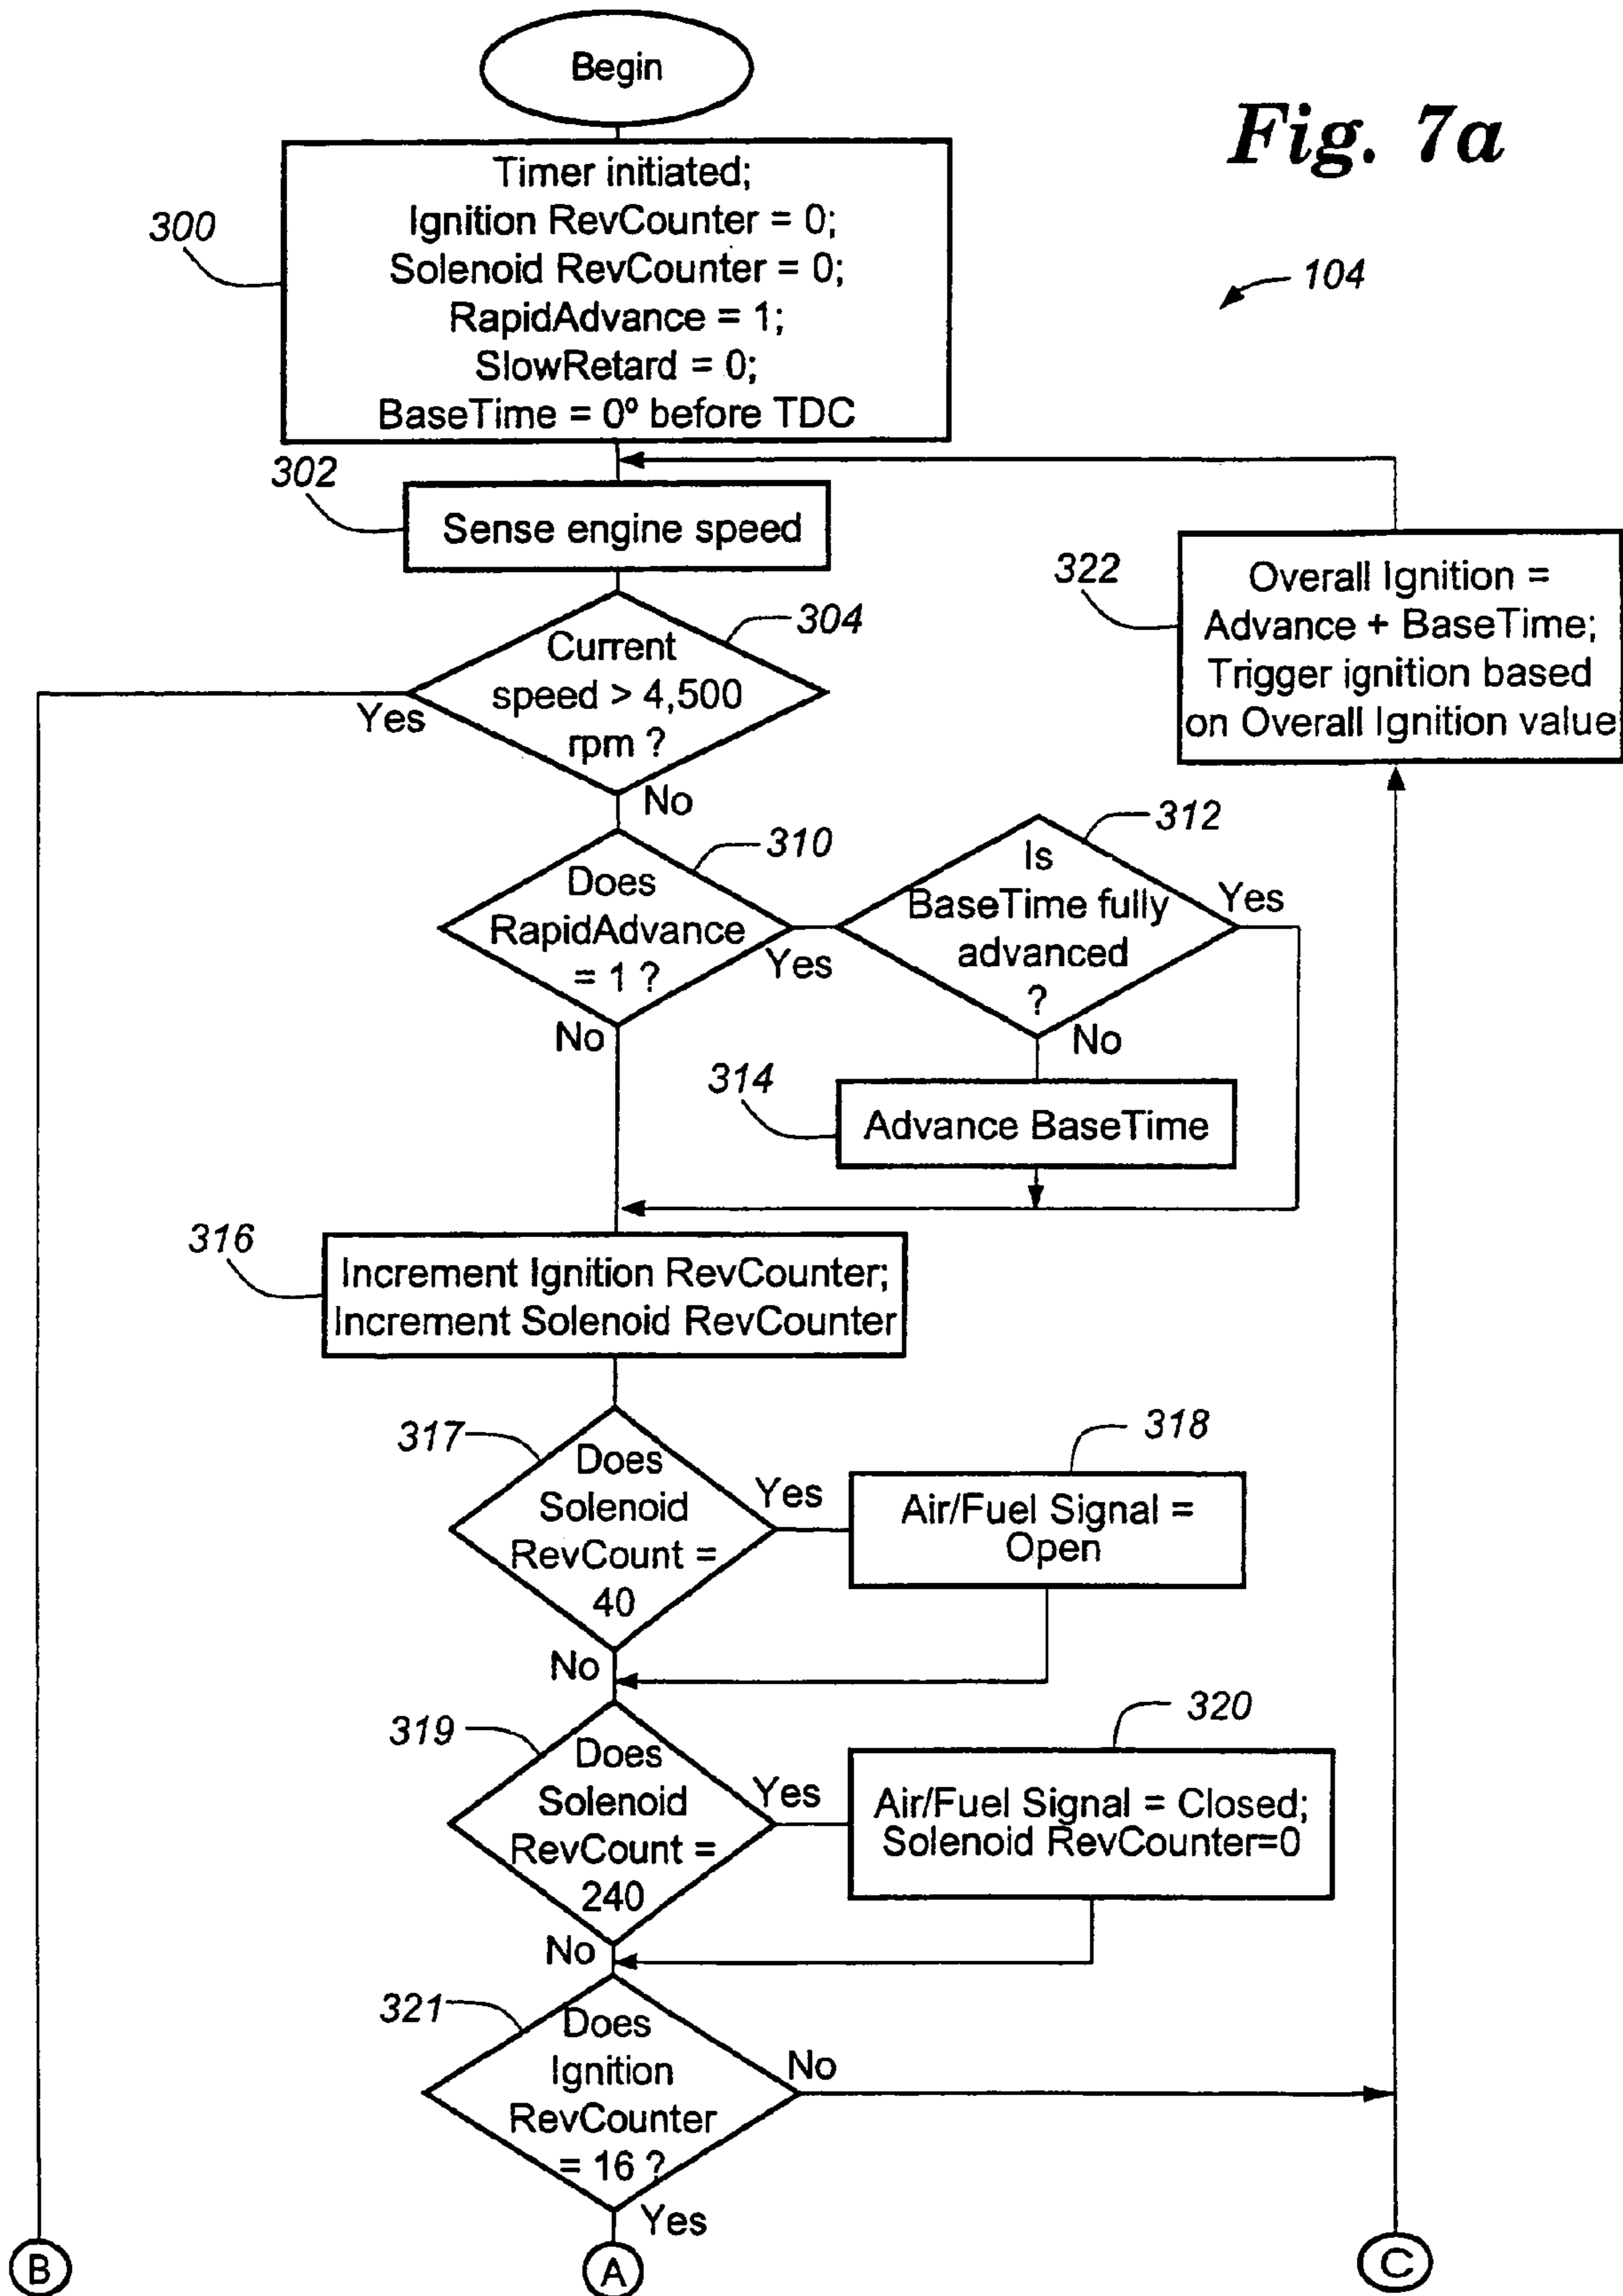 Begin
Fig. 7a
300
Timer initiated;
Ignition RevCounter = 0;
Solenoid RevCounter = 0;
RapidAdvance = 1;
SlowRetard = 0;
BaseTime = 0º before TDC
104
302
Sense engine speed
304
Current
speed > 4,500
rpm ?
Yes
No
322
Overall Ignition =
Advance + BaseTime;
Trigger ignition based
on Overall Ignition value
310
Does
RapidAdvance
= 1 ?
Yes
No
312
Is
BaseTime fully
advanced
?
Yes
No
314
Advance BaseTime
316
Increment Ignition RevCounter;
Increment Solenoid RevCounter
317
Does
Solenoid
RevCount =
40
Yes
No
318
Air/Fuel Signal =
Open
319
Does
Solenoid
RevCount =
240
Yes
No
320
Air/Fuel Signal = Closed;
Solenoid RevCounter=0
321
Does
Ignition
RevCounter
= 16 ?
No
Yes
B
A
C